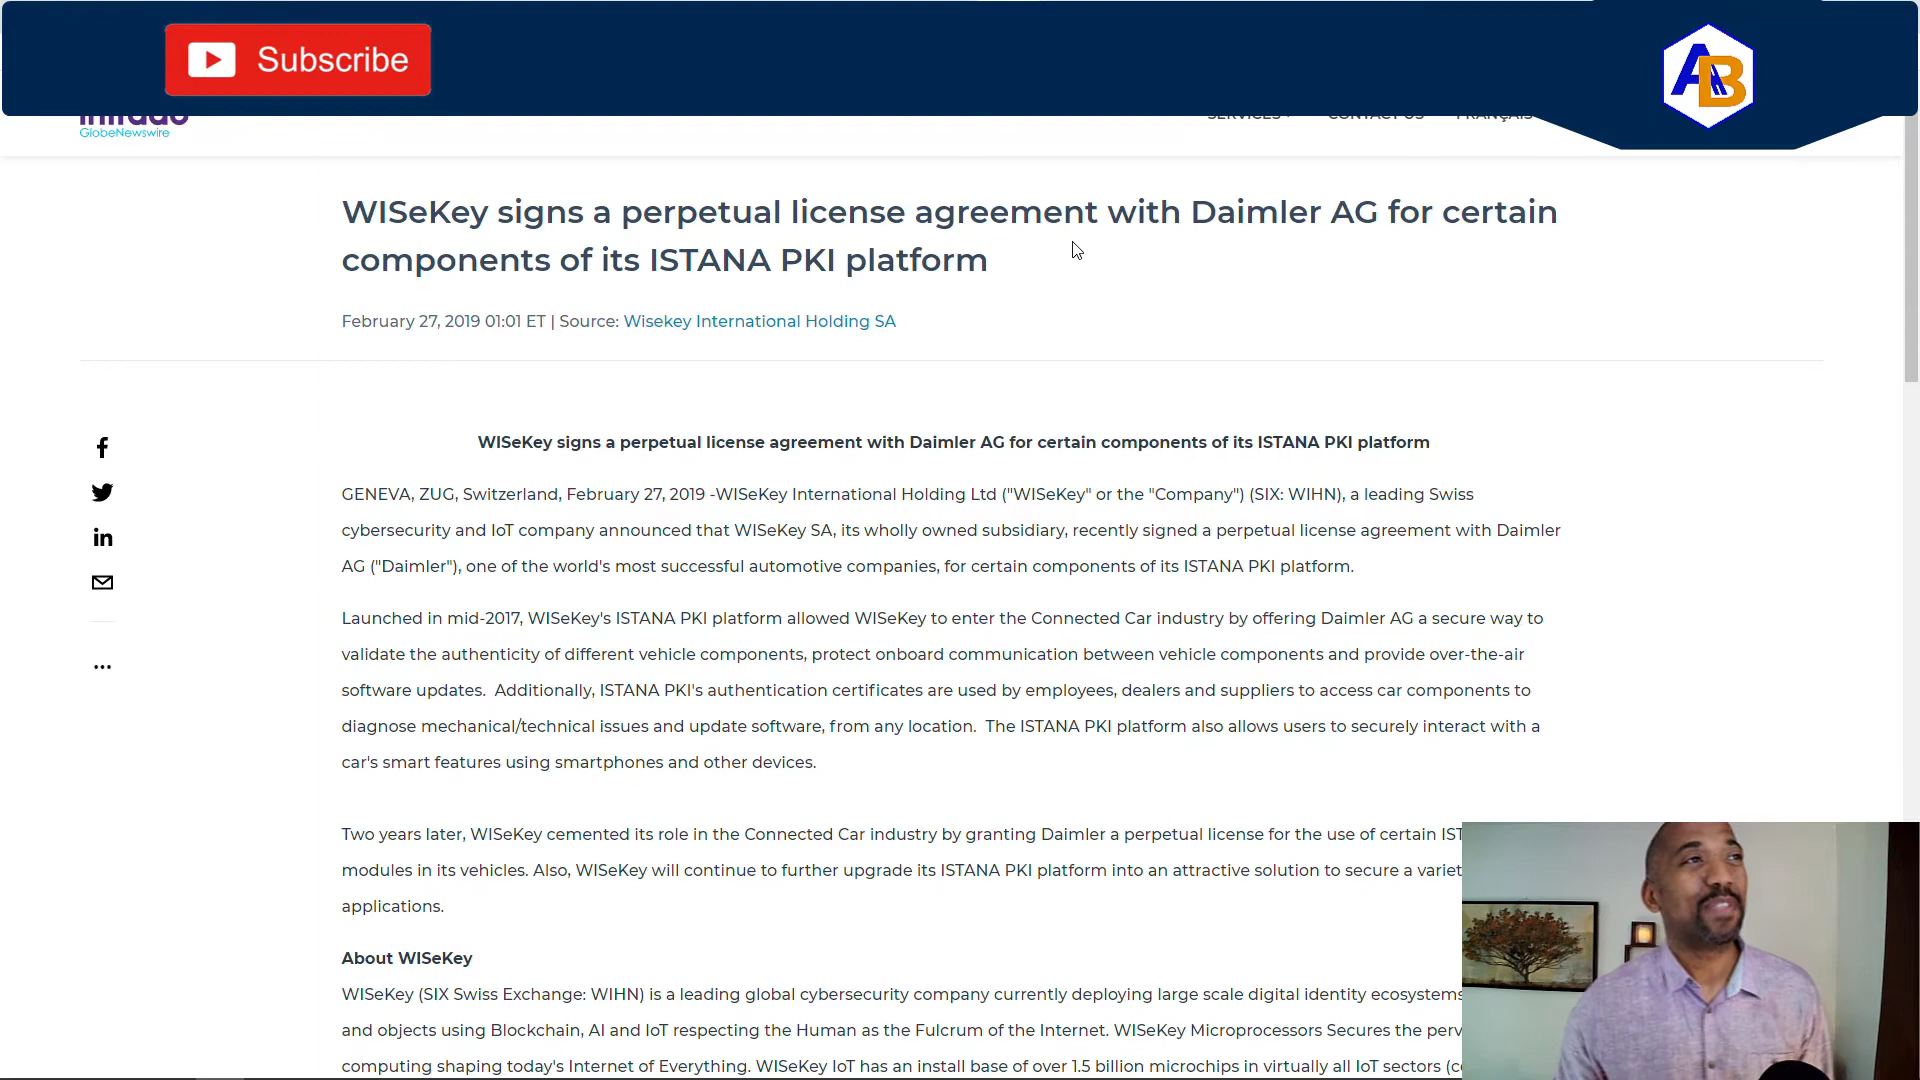 Subscribe
AB
intrado
GlobeNewswire
SERVICES
CONTACT US
FRANÇAIS
WISeKey signs a perpetual license agreement with Daimler AG for certain
components of its ISTANA PKI platform
February 27, 2019 01:01 ET | Source: Wisekey International Holding SA
WISeKey signs a perpetual license agreement with Daimler AG for certain components of its ISTANA PKI platform
GENEVA, ZUG, Switzerland, February 27, 2019 -WISeKey International Holding Ltd ("WISeKey" or the "Company") (SIX: WIHN), a leading Swiss
cybersecurity and IoT company announced that WISeKey SA, its wholly owned subsidiary, recently signed a perpetual license agreement with Daimler
AG ("Daimler"), one of the world's most successful automotive companies, for certain components of its ISTANA PKI platform.
Launched in mid-2017, WISeKey's ISTANA PKI platform allowed WISeKey to enter the Connected Car industry by offering Daimler AG a secure way to
validate the authenticity of different vehicle components, protect onboard communication between vehicle components and provide over-the-air
software updates.  Additionally, ISTANA PKI's authentication certificates are used by employees, dealers and suppliers to access car components to
diagnose mechanical/technical issues and update software, from any location.  The ISTANA PKI platform also allows users to securely interact with a
car's smart features using smartphones and other devices.
Two years later, WISeKey cemented its role in the Connected Car industry by granting Daimler a perpetual license for the use of certain IST
modules in its vehicles. Also, WISeKey will continue to further upgrade its ISTANA PKI platform into an attractive solution to secure a variet
applications.
About WISeKey
WISeKey (SIX Swiss Exchange: WIHN) is a leading global cybersecurity company currently deploying large scale digital identity ecosystems
and objects using Blockchain, AI and IoT respecting the Human as the Fulcrum of the Internet. WISeKey Microprocessors Secures the perv
computing shaping today's Internet of Everything. WISeKey IoT has an install base of over 1.5 billion microchips in virtually all IoT sectors (c